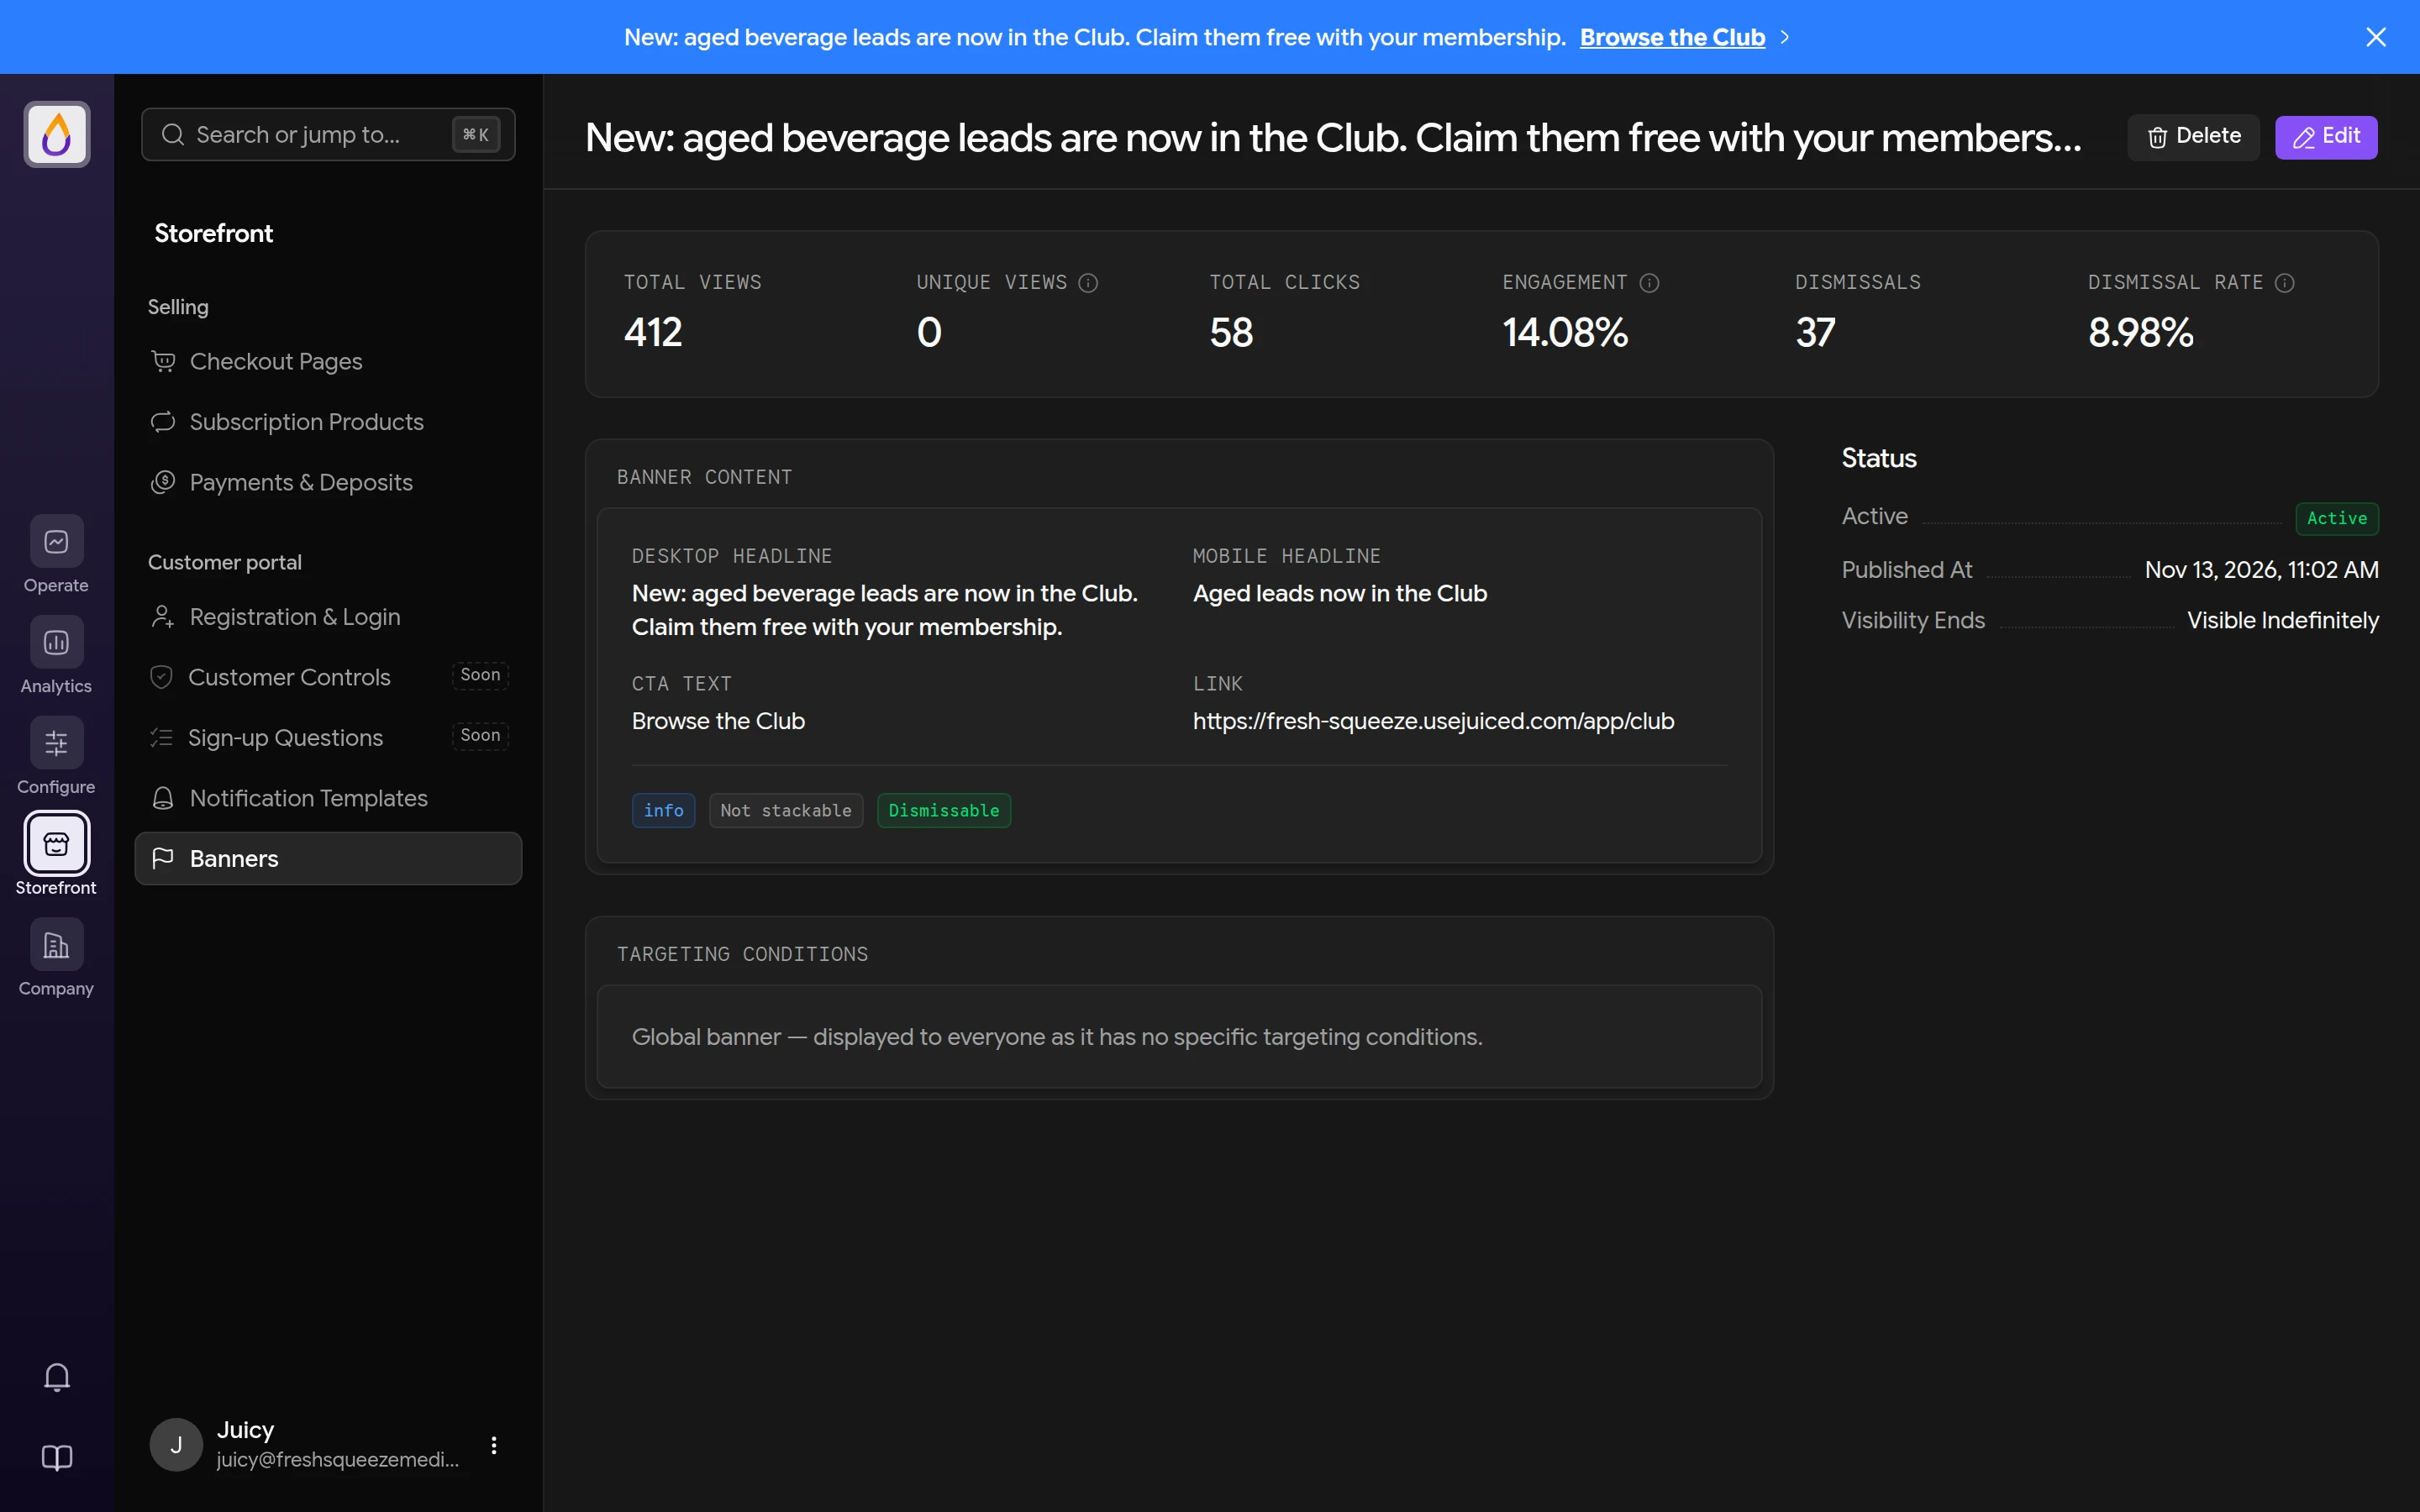 New: aged beverage leads are now in the Club. Claim them free with your membership. Browse the Club
Search or jump to... ⌘K
Storefront
Selling
Checkout Pages
Subscription Products
Payments & Deposits
Customer portal
Registration & Login
Customer Controls Soon
Sign-up Questions Soon
Notification Templates
Banners
Operate
Analytics
Configure
Storefront
Company
J
Juicy
juicy@freshsqueezemedi...
New: aged beverage leads are now in the Club. Claim them free with your members...
Delete
Edit
TOTAL VIEWS
412
UNIQUE VIEWS
0
TOTAL CLICKS
58
ENGAGEMENT
14.08%
DISMISSALS
37
DISMISSAL RATE
8.98%
BANNER CONTENT
DESKTOP HEADLINE
New: aged beverage leads are now in the Club.
Claim them free with your membership.
MOBILE HEADLINE
Aged leads now in the Club
CTA TEXT
Browse the Club
LINK
https://fresh-squeeze.usejuiced.com/app/club
info Not stackable Dismissable
TARGETING CONDITIONS
Global banner — displayed to everyone as it has no specific targeting conditions.
Status
Active Active
Published At Nov 13, 2026, 11:02 AM
Visibility Ends Visible Indefinitely